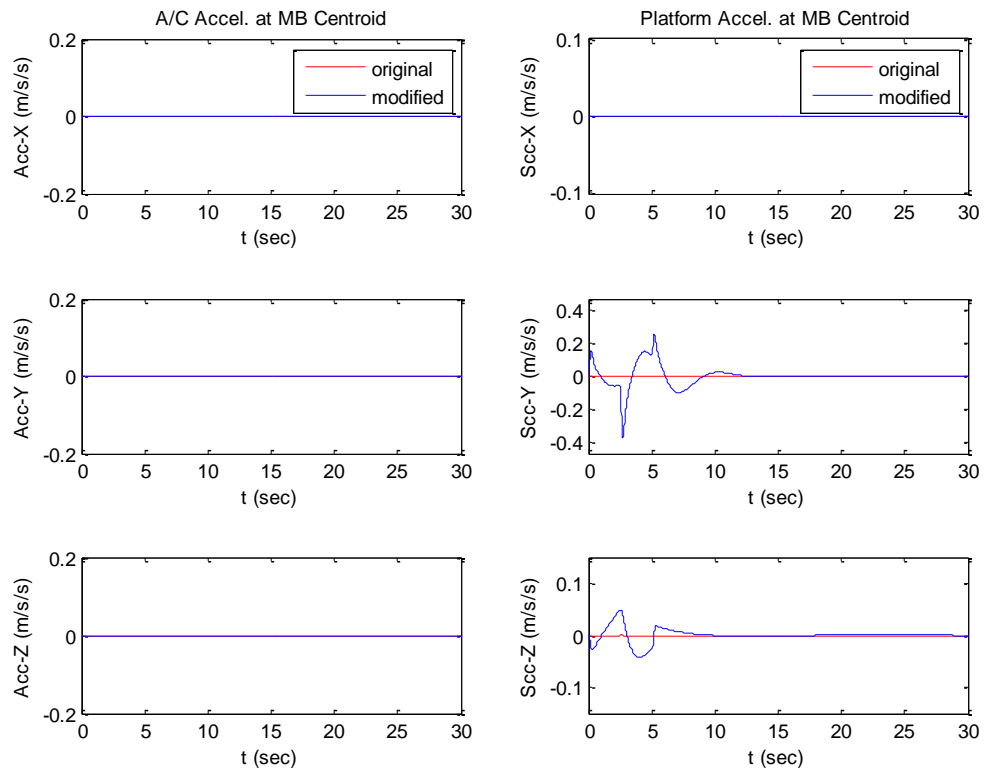 A/C Accel. at MB Centroid
0.2
0
-0.2
Acc-X (m/s/s)
original
modified
0 5 10 15 20 25 30
t (sec)
Platform Accel. at MB Centroid
0.1
0
-0.1
Scc-X (m/s/s)
original
modified
0 5 10 15 20 25 30
t (sec)
0.2
0
-0.2
Acc-Y (m/s/s)
0 5 10 15 20 25 30
t (sec)
0.4
0.2
0
-0.2
-0.4
Scc-Y (m/s/s)
0 5 10 15 20 25 30
t (sec)
0.2
0
-0.2
Acc-Z (m/s/s)
0 5 10 15 20 25 30
t (sec)
0.1
0
-0.1
Scc-Z (m/s/s)
0 5 10 15 20 25 30
t (sec)